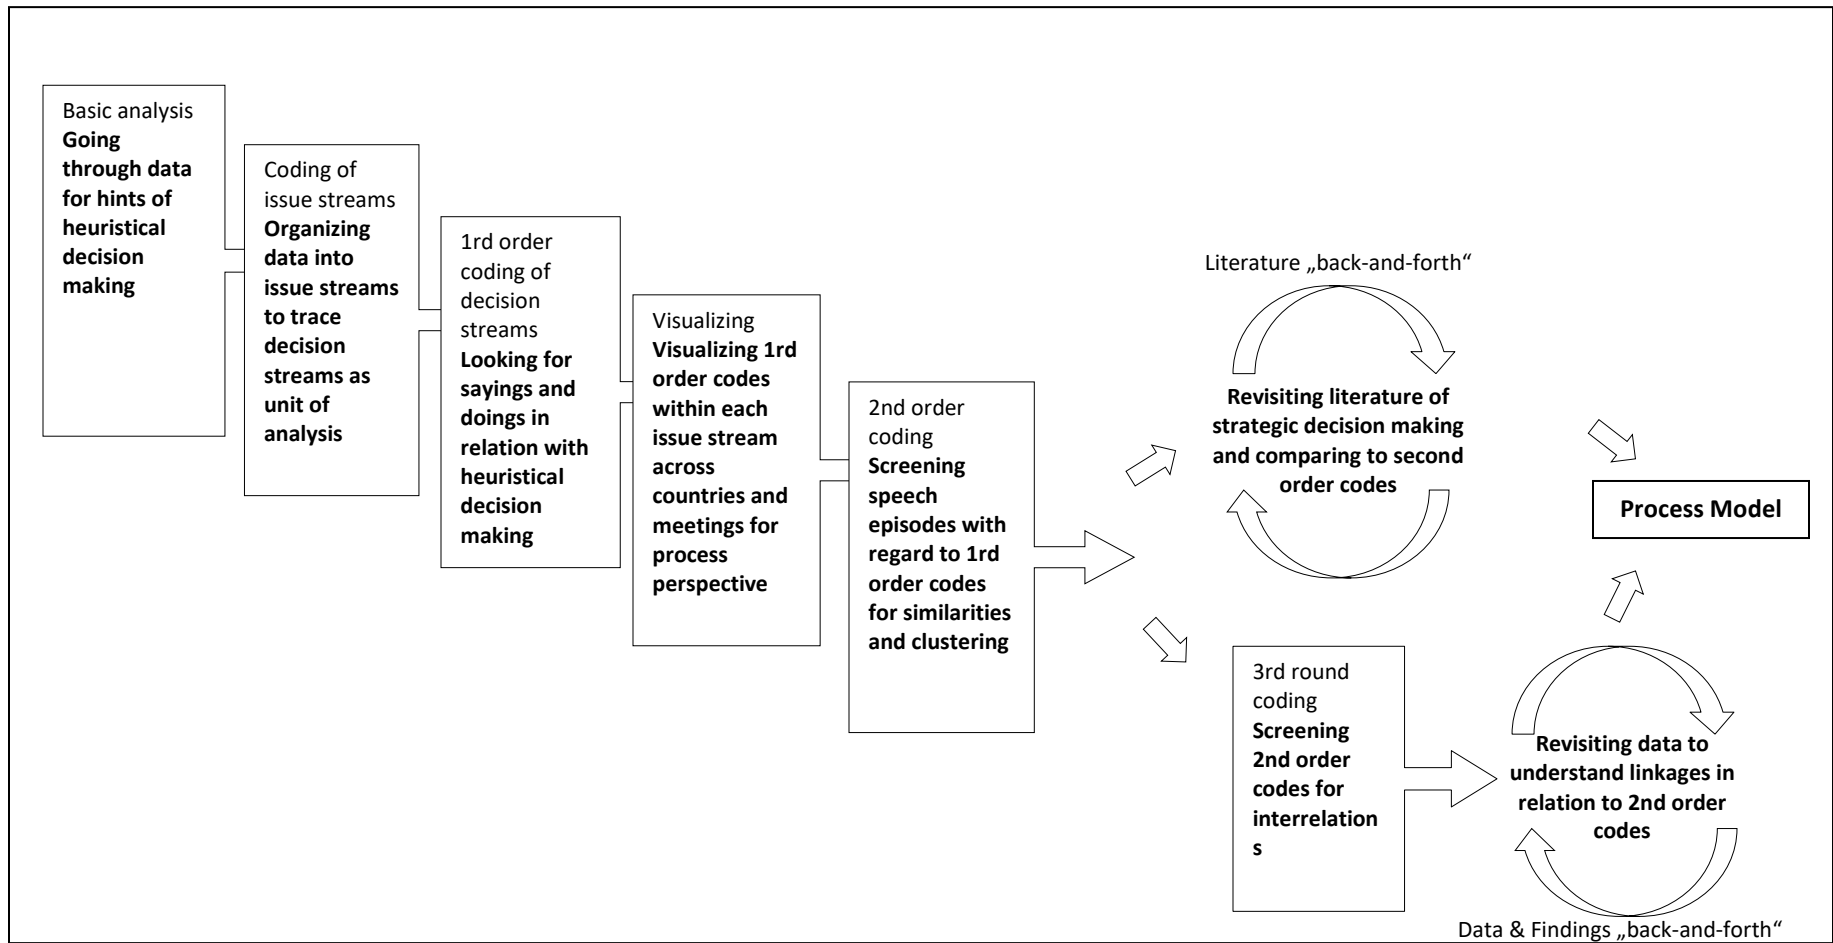 Basic analysis
Going
through data
for hints of
heuristical
decision
making
Coding of
issue streams
Organizing
data into
issue streams
to trace
decision
streams as
unit of
analysis
1rd order
coding of
decision
streams
Looking for
sayings and
doings in
relation with
heuristical
decision
making
Visualizing
Visualizing 1rd
order codes
within each
issue stream
across
countries and
meetings for
process
perspective
2nd order
coding
Screening
speech
episodes with
regard to 1rd
order codes
for similarities
and clustering
Literature „back-and-forth“
Revisiting literature of
strategic decision making
and comparing to second
order codes
3rd round
coding
Screening
2nd order
codes for
interrelation
s
Revisiting data to
understand linkages in
relation to 2nd order
codes
Data & Findings „back-and-forth“
Process Model